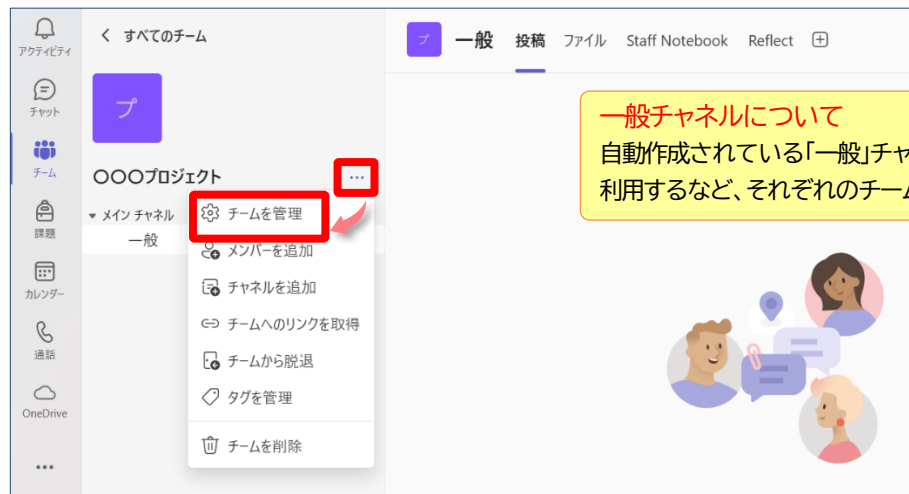 アクティビティ
チャット
チーム
課題
カレンダー
通話
OneDrive
すべてのチーム
プ
〇〇〇プロジェクト
メイン チャネル
一般
チームを管理
メンバーを追加
チャネルを追加
チームへのリンクを取得
チームから脱退
タグを管理
チームを削除
プ 一般 投稿 ファイル Staff Notebook Reflect
一般チャネルについて
自動作成されている「一般」チャ
利用するなど、それぞれのチーム